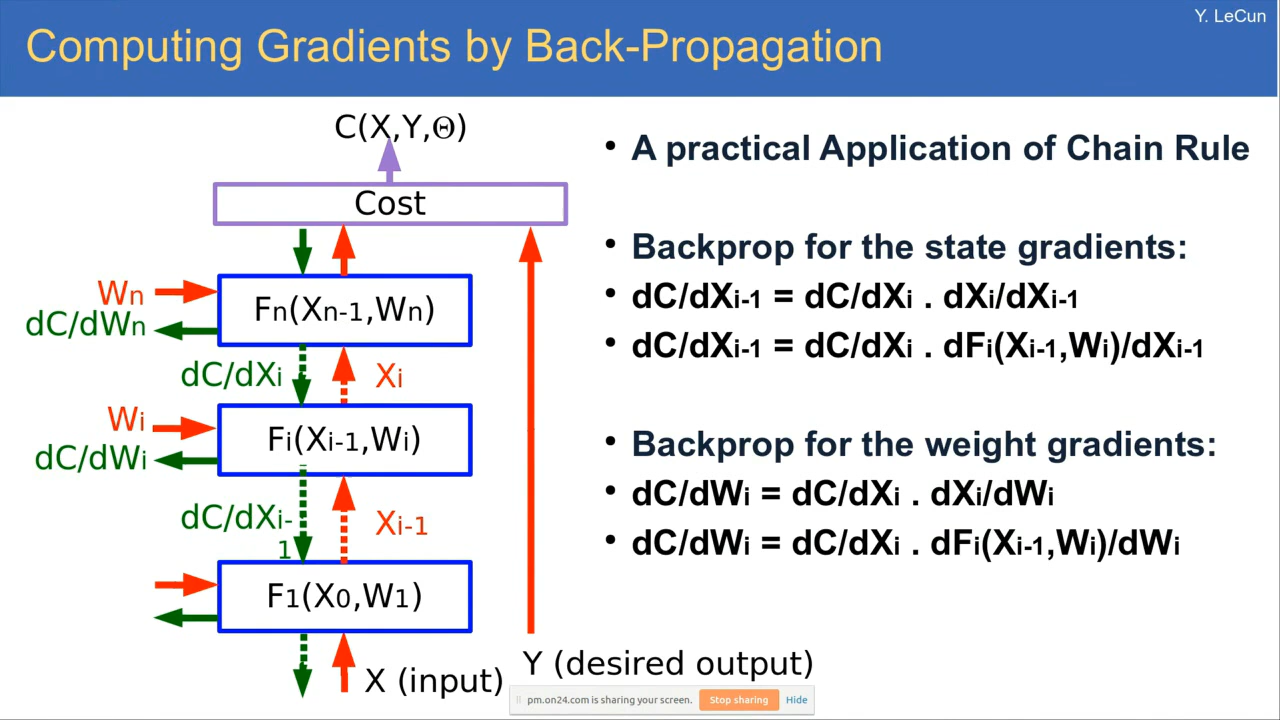 Y. LeCun
Computing Gradients by Back-Propagation
C(X,Y,Θ)
Cost
Wn
dC/dWn
Fn(Xn-1,Wn)
dC/dXi
Xi
Wi
dC/dWi
Fi(Xi-1,Wi)
dC/dXi-
1
Xi-1
F1(X0,W1)
X (input)
Y (desired output)
• A practical Application of Chain Rule
• Backprop for the state gradients:
• dC/dXi-1 = dC/dXi . dXi/dXi-1
• dC/dXi-1 = dC/dXi . dFi(Xi-1,Wi)/dXi-1
• Backprop for the weight gradients:
• dC/dWi = dC/dXi . dXi/dWi
• dC/dWi = dC/dXi . dFi(Xi-1,Wi)/dWi
pm.on24.com is sharing your screen. Stop sharing Hide